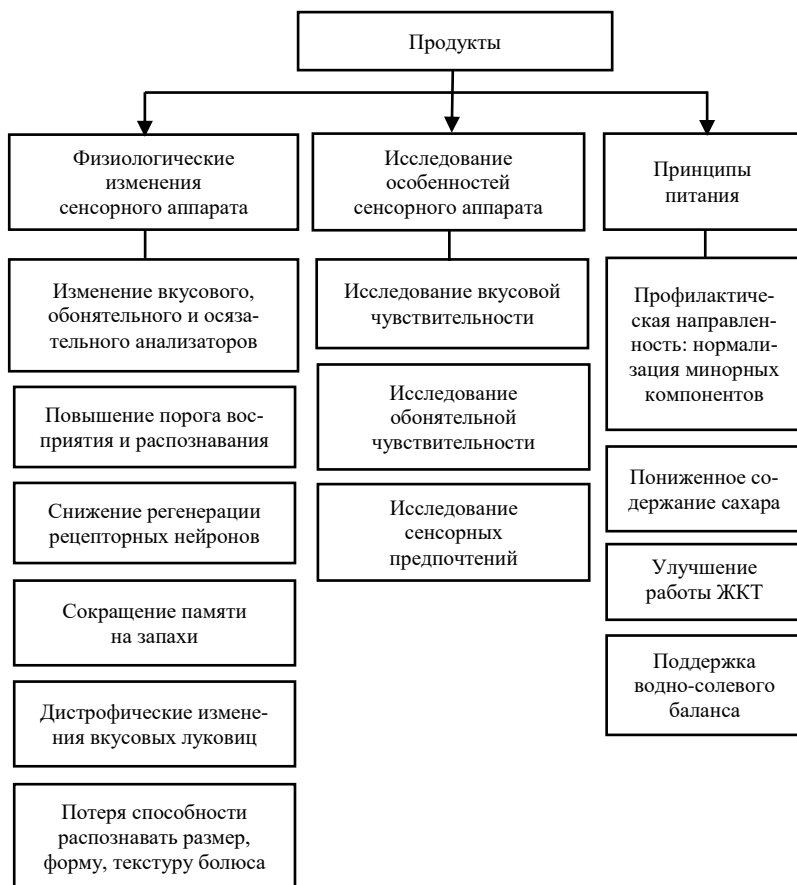 Продукты
Физиологические
изменения
сенсорного аппарата
Изменение вкусового,
обонятельного и осяза-
тельного анализаторов
Повышение порога вос-
приятия и распознавания
Снижение регенерации
рецепторных нейронов
Сокращение памяти
на запахи
Дистрофические измене-
ния вкусовых луковиц
Потеря способности
распознавать размер,
форму, текстуру болюса
Исследование
особенностей
сенсорного аппарата
Исследование вкусовой
чувствительности
Исследование
обонятельной
чувствительности
Исследование
сенсорных
предпочтений
Принципы
питания
Профилактиче-
ская направлен-
ность: нормали-
зация минорных
компонентов
Пониженное со-
держание сахара
Улучшение
работы ЖКТ
Поддержка
водно-солевого
баланса